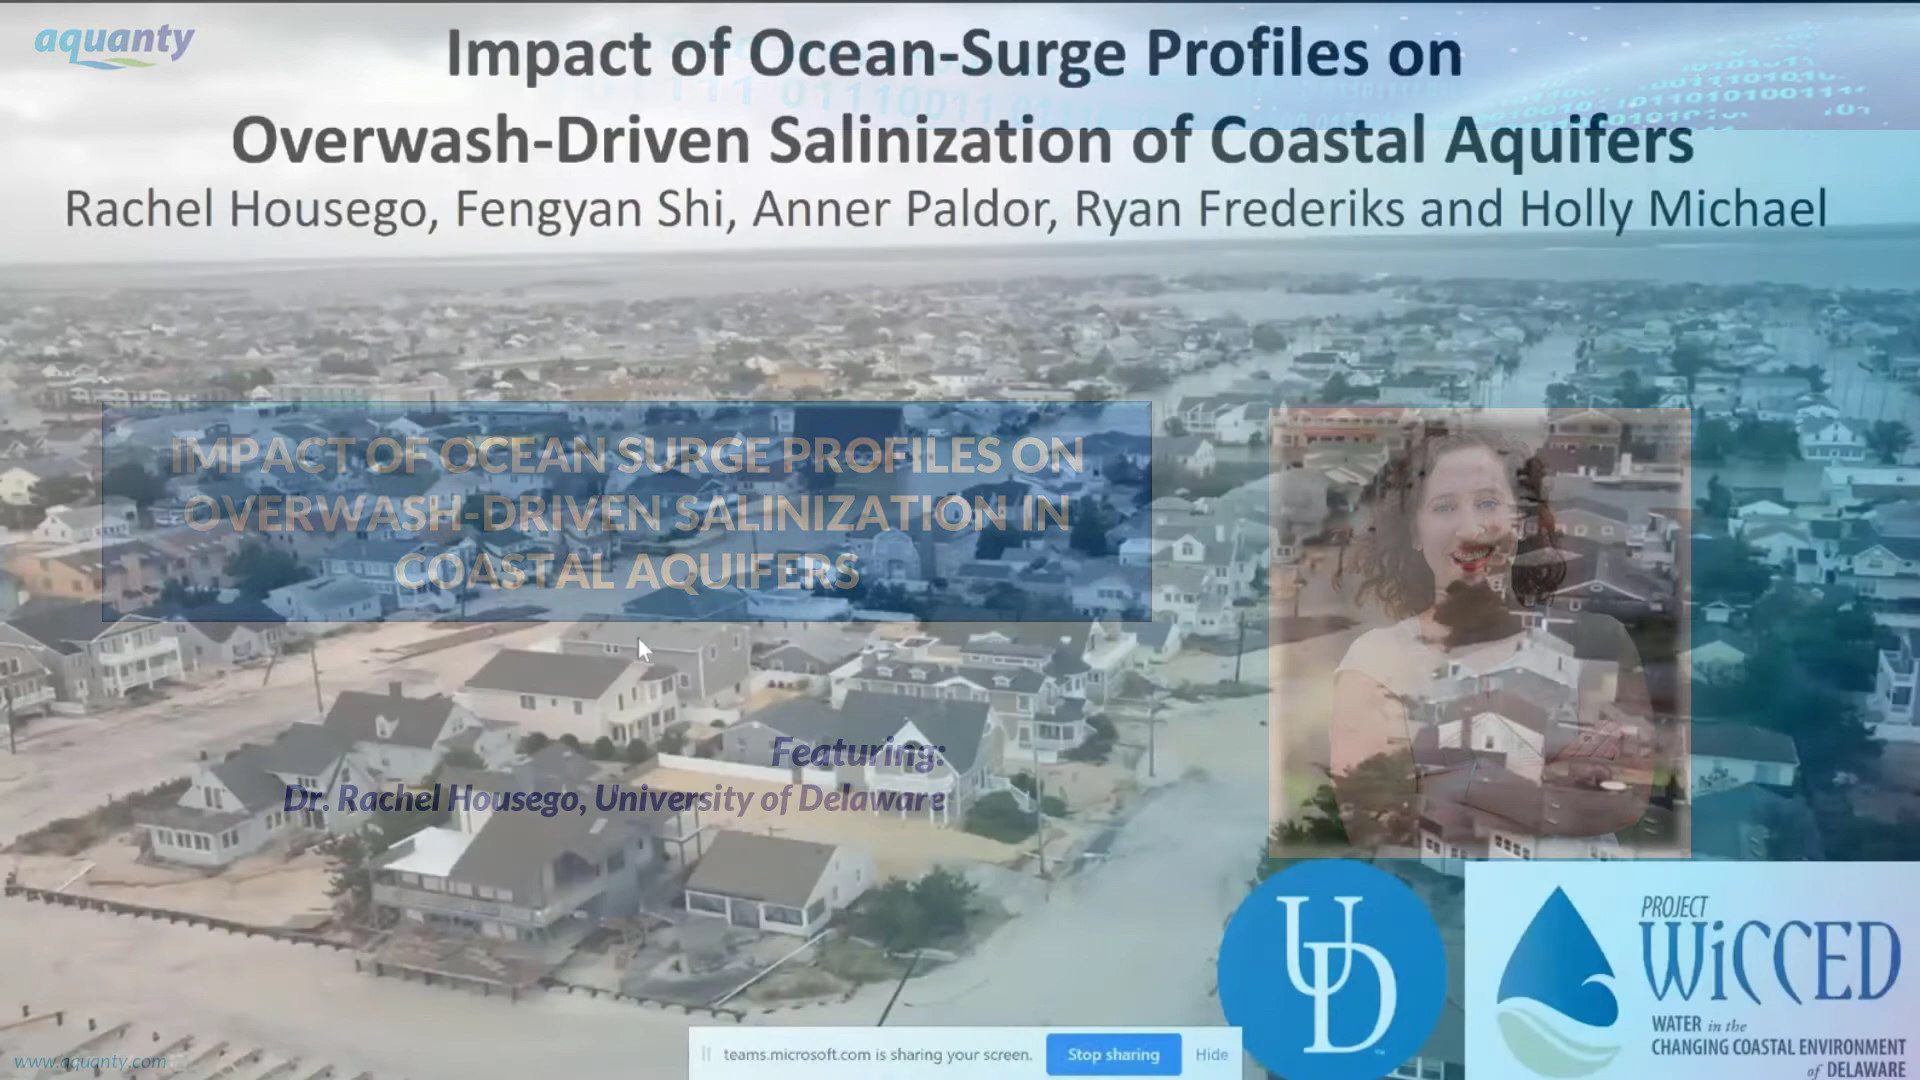 aquanty
Impact of Ocean-Surge Profiles on
Overwash-Driven Salinization of Coastal Aquifers
Rachel Housego, Fengyan Shi, Anner Paldor, Ryan Frederiks and Holly Michael
IMPACT OF OCEAN SURGE PROFILES ON
OVERWASH-DRIVEN SALINIZATION IN
COASTAL AQUIFERS
Featuring:
Dr. Rachel Housego, University of Delaware
UD
PROJECT
WiCCED
WATER in the
CHANGING COASTAL ENVIRONMENT
of DELAWARE
teams.microsoft.com is sharing your screen.
Stop sharing
Hide
www.aquanty.com